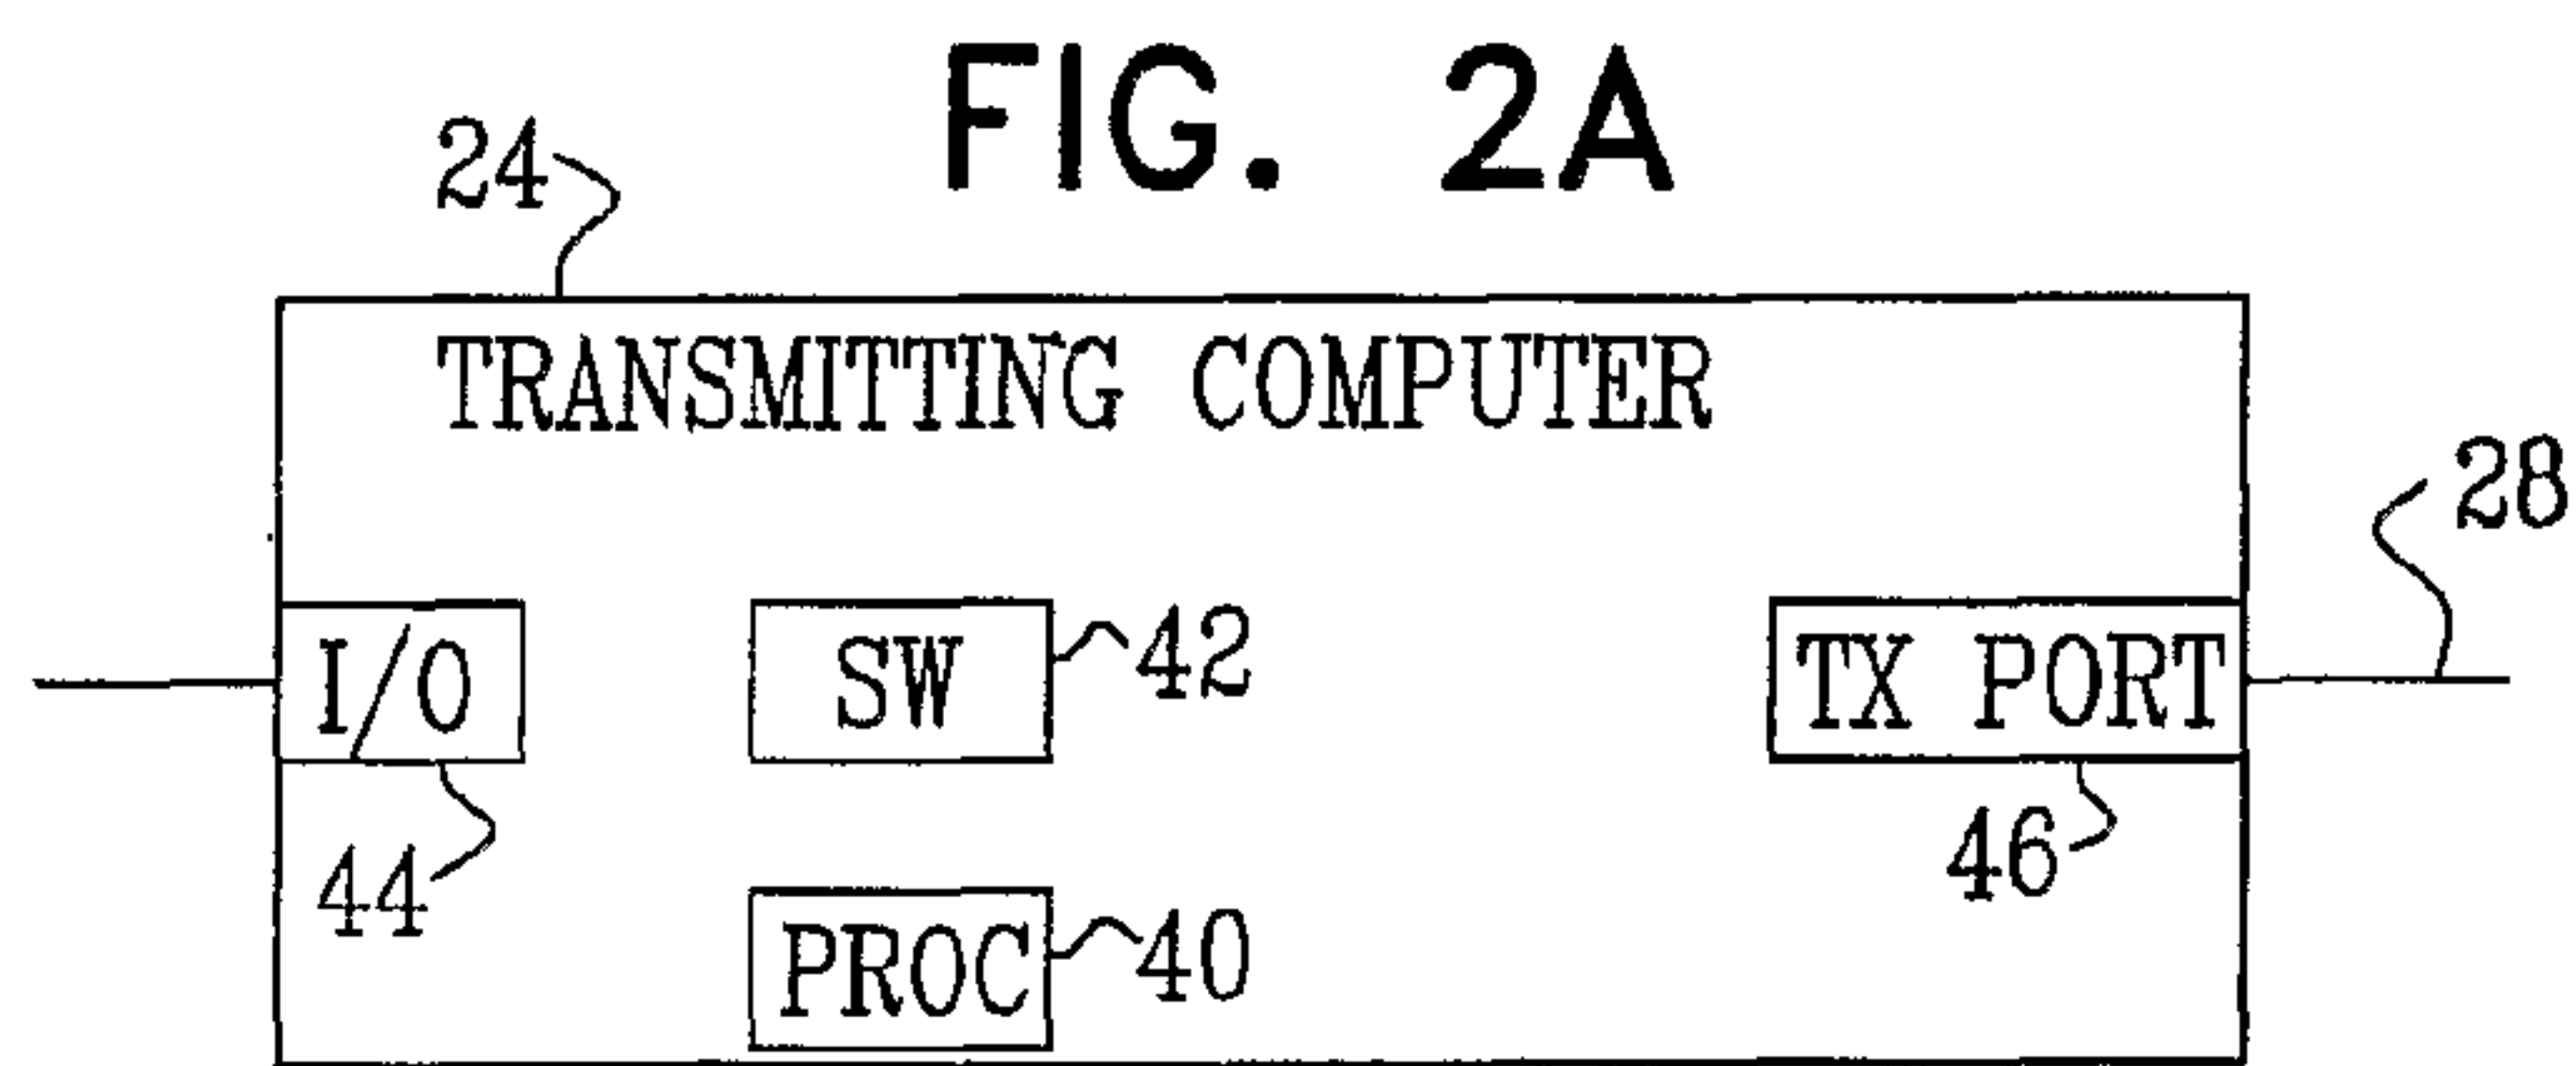 FIG. 2A
24
TRANSMITTING COMPUTER
28
I/O
SW
42
TX PORT
44
46
PROC
40